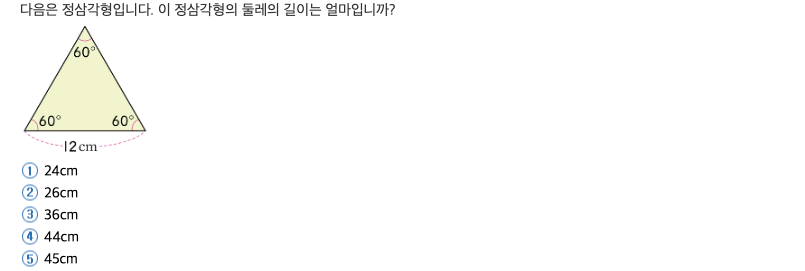 다음은 정삼각형입니다. 이 정삼각형의 둘레의 길이는 얼마입니까?
60°
60° 60°
12cm
① 24cm
② 26cm
③ 36cm
④ 44cm
⑤ 45cm